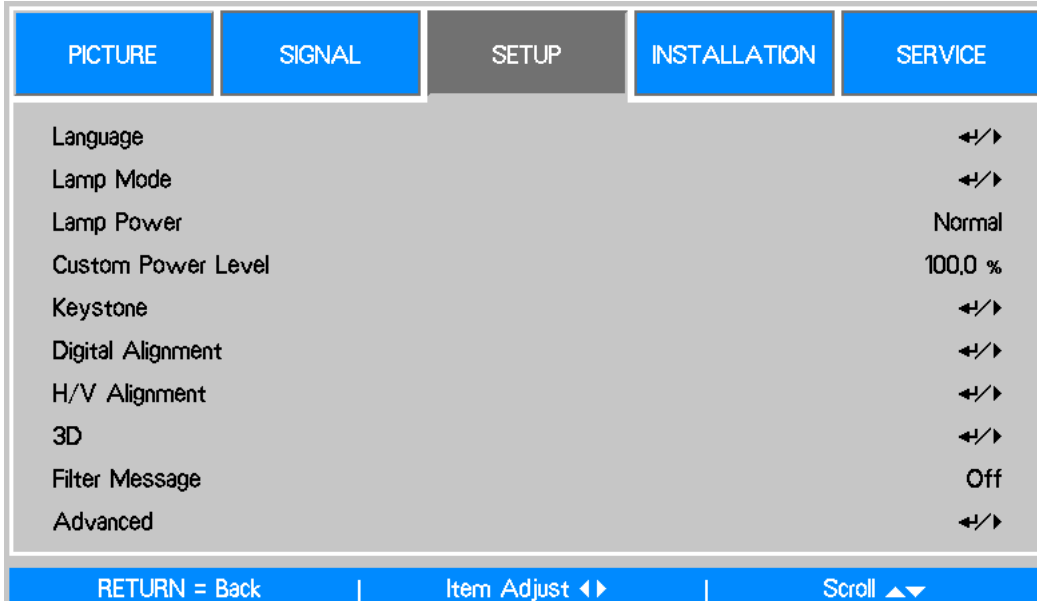 PICTURE SIGNAL SETUP INSTALLATION SERVICE
Language ↵/▶
Lamp Mode ↵/▶
Lamp Power Normal
Custom Power Level 100.0 %
Keystone ↵/▶
Digital Alignment ↵/▶
H/V Alignment ↵/▶
3D ↵/▶
Filter Message Off
Advanced ↵/▶
RETURN = Back | Item Adjust ◀▶ | Scroll ▲▼